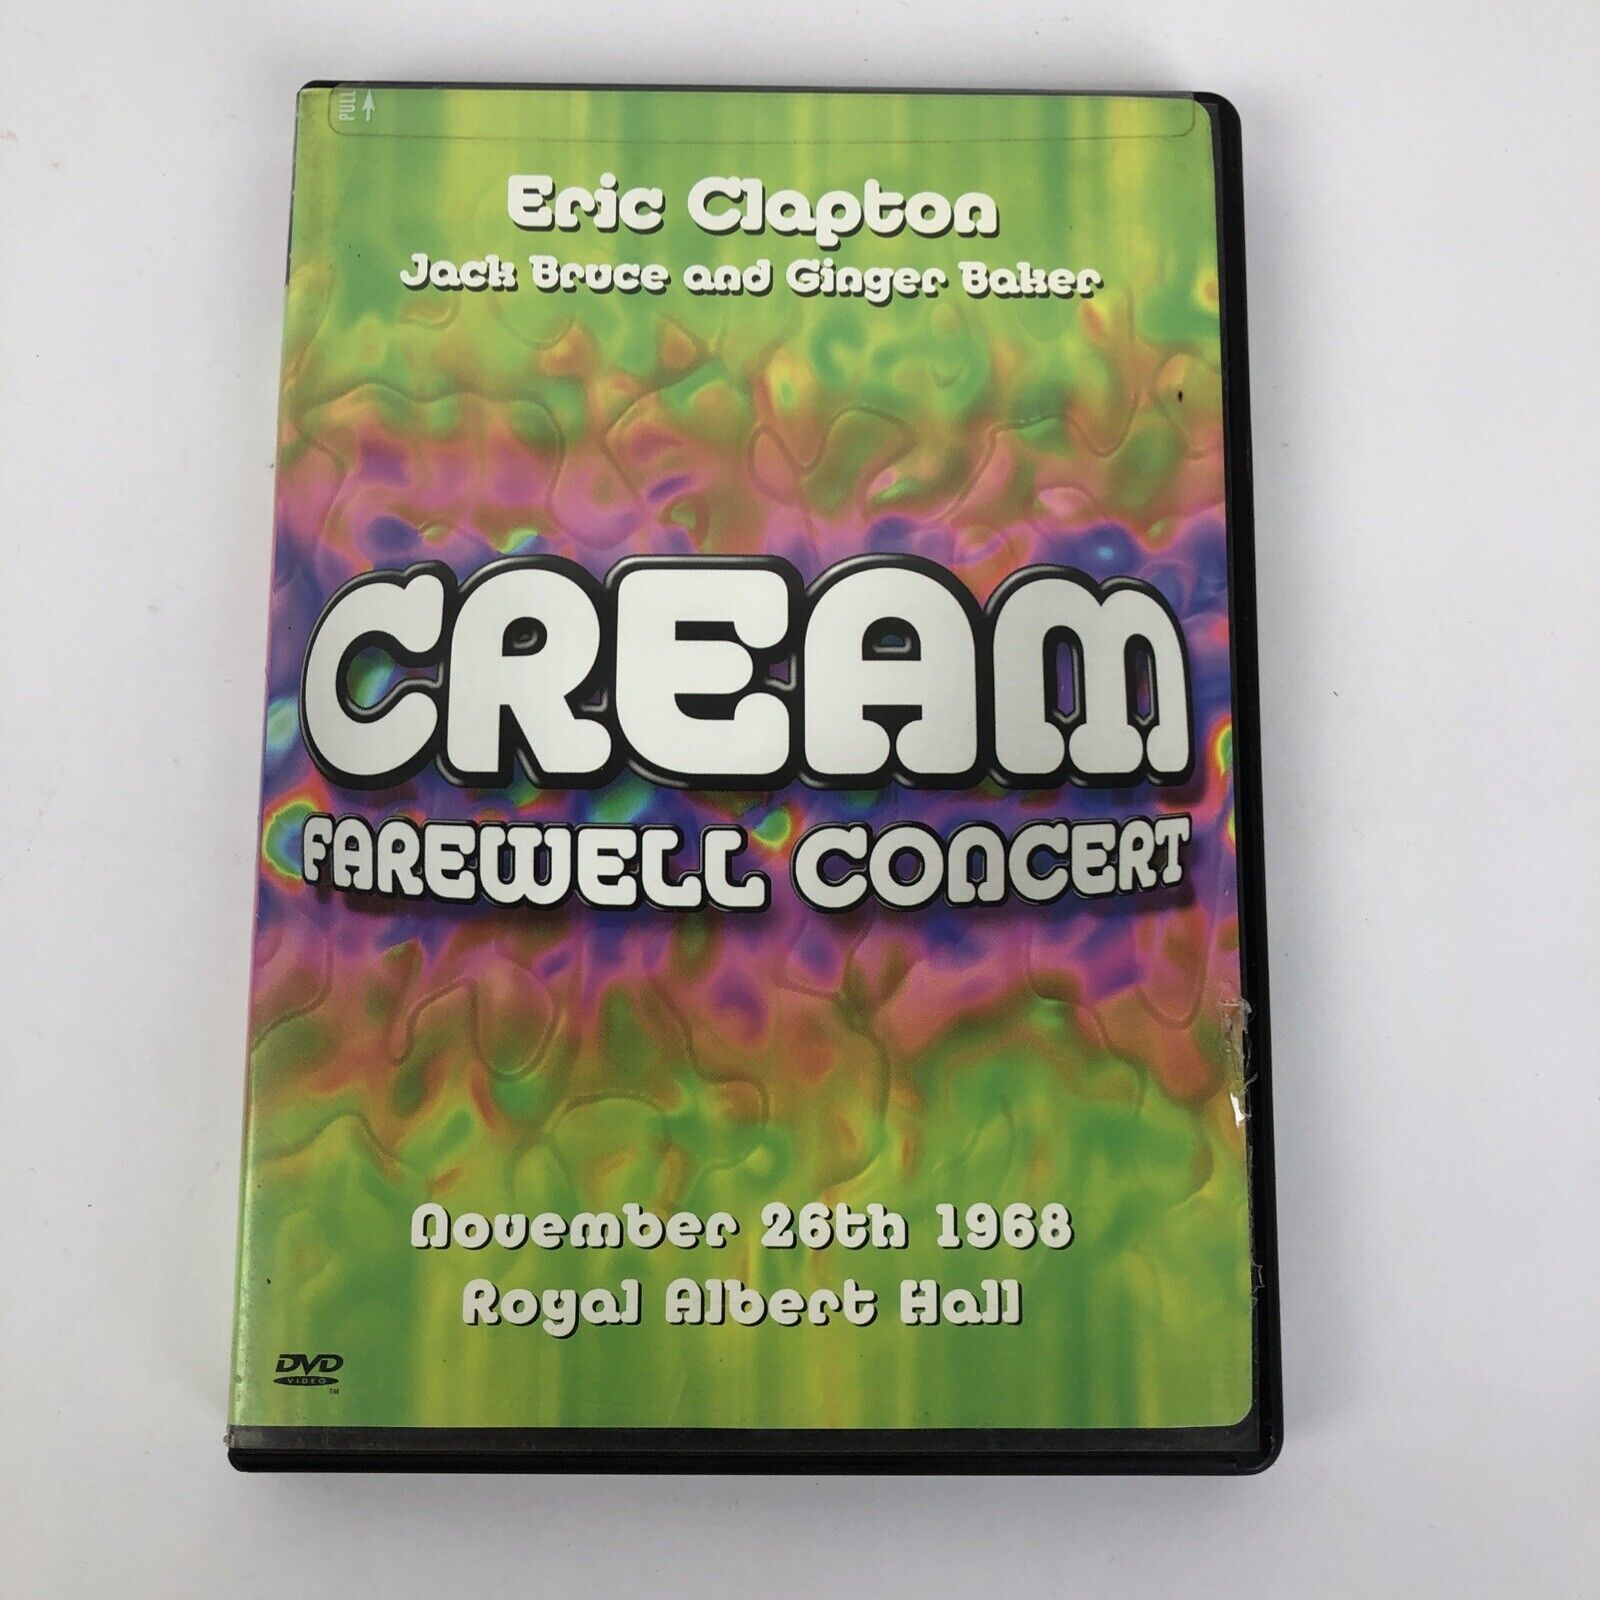 PULL
Eric Clapton
Jack Bruce and Ginger Baker
CREAM
FAREWELL CONCERT
November 26th 1968
Royal Albert Hall
DVD
VIDEO
TM